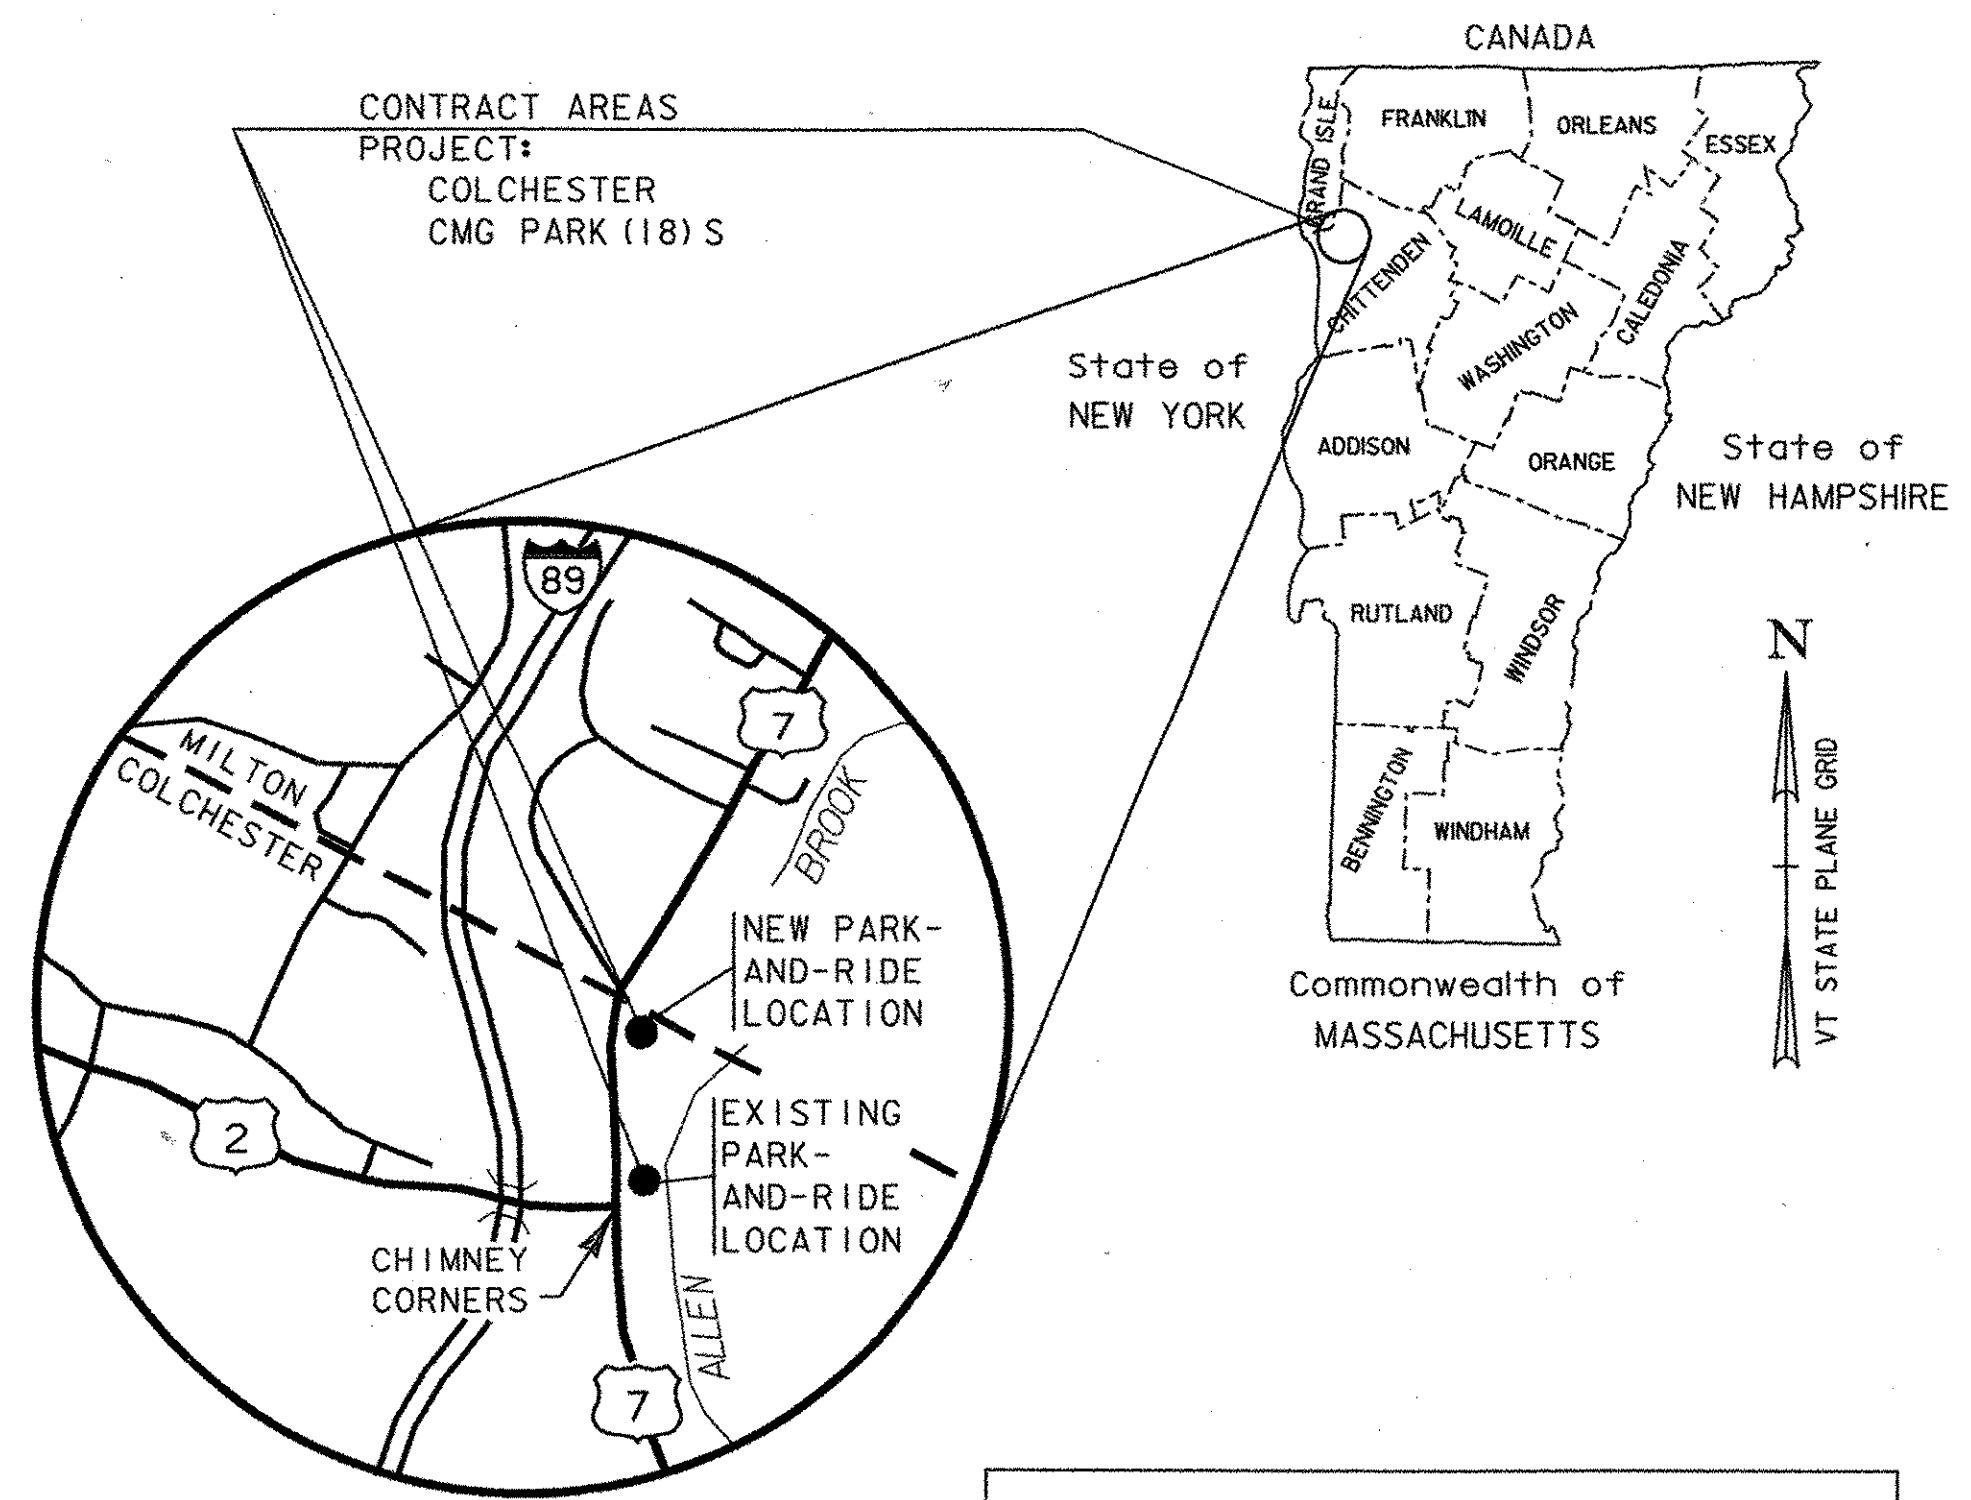 CANADA
CONTRACT AREAS
PROJECT:
COLCHESTER
CMG PARK (18) S
GRAND ISLE
FRANKLIN
ORLEANS
ESSEX
LAMOILLE
CHITTENDEN
CALEDONIA
WASHINGTON
State of
NEW YORK
ADDISON
ORANGE
State of
NEW HAMPSHIRE
RUTLAND
WINDSOR
BENNINGTON
WINDHAM
Commonwealth of
MASSACHUSETTS
N
VT STATE PLANE GRID
89
7
MILTON
COLCHESTER
BROOK
NEW PARK-
AND-RIDE
LOCATION
EXISTING
PARK-
AND-RIDE
LOCATION
2
CHIMNEY
CORNERS
ALLEN
7